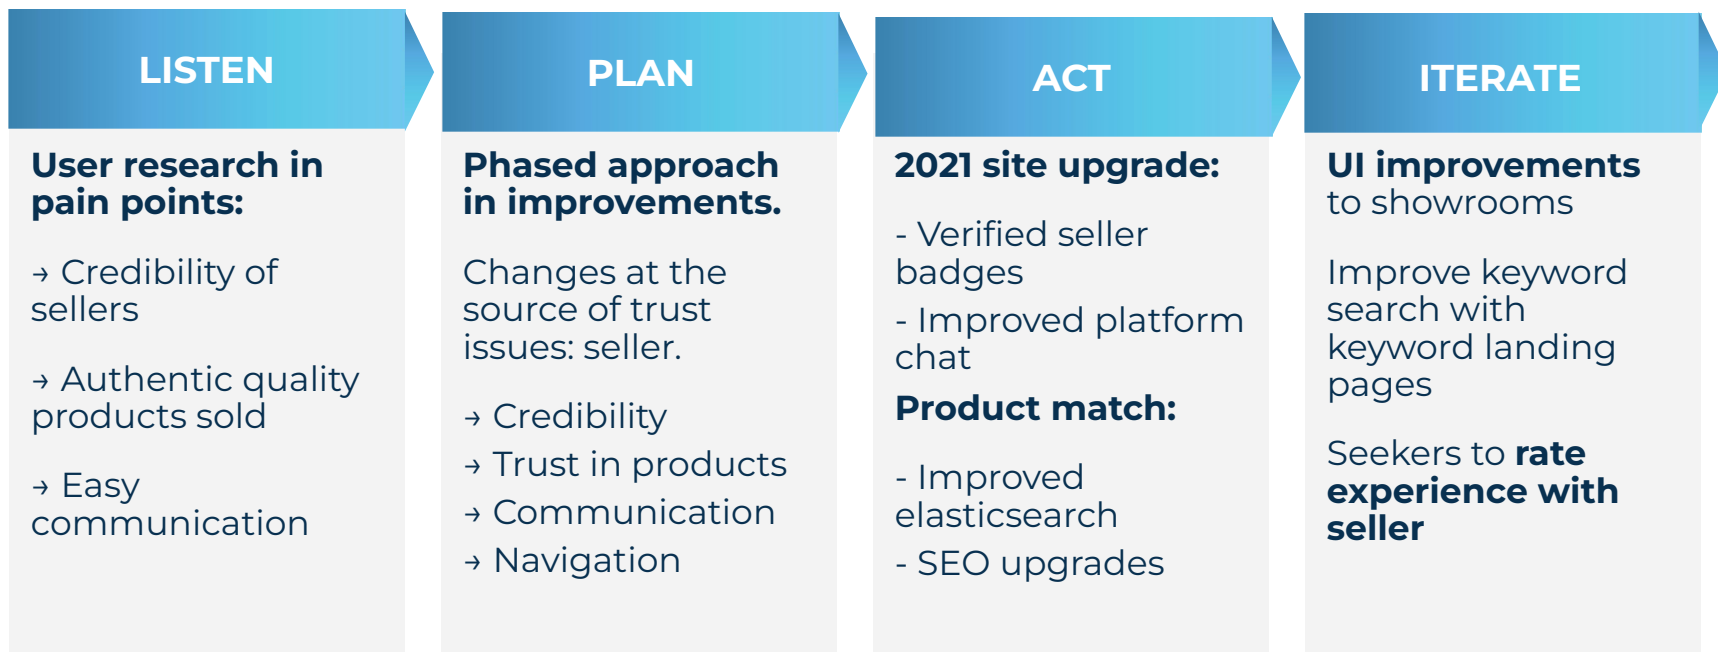 LISTEN
User research in
pain points:
→ Credibility of
sellers
→ Authentic quality
products sold
→ Easy
communication
PLAN
Phased approach
in improvements.
Changes at the
source of trust
issues: seller.
→ Credibility
→ Trust in products
→ Communication
→ Navigation
ACT
2021 site upgrade:
- Verified seller
badges
- Improved platform
chat
Product match:
- Improved
elasticsearch
- SEO upgrades
ITERATE
UI improvements
to showrooms
Improve keyword
search with
keyword landing
pages
Seekers to rate
experience with
seller